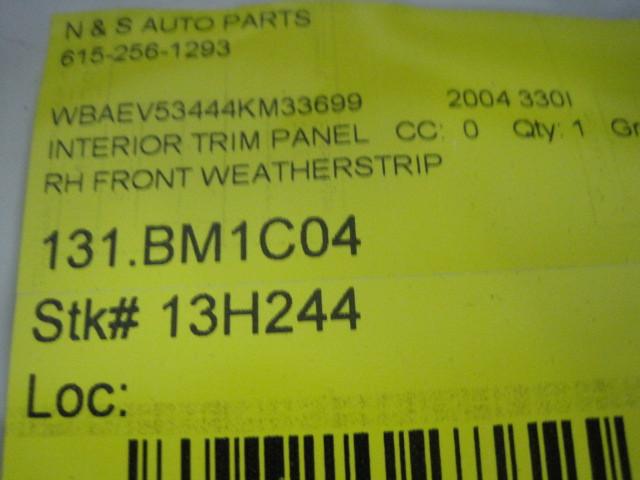 N & S AUTO PARTS
615-256-1293
WBAEV53444KM33699 2004 330I
INTERIOR TRIM PANEL CC: 0 Qty: 1 Gr
RH FRONT WEATHERSTRIP
131.BM1C04
Stk# 13H244
Loc: